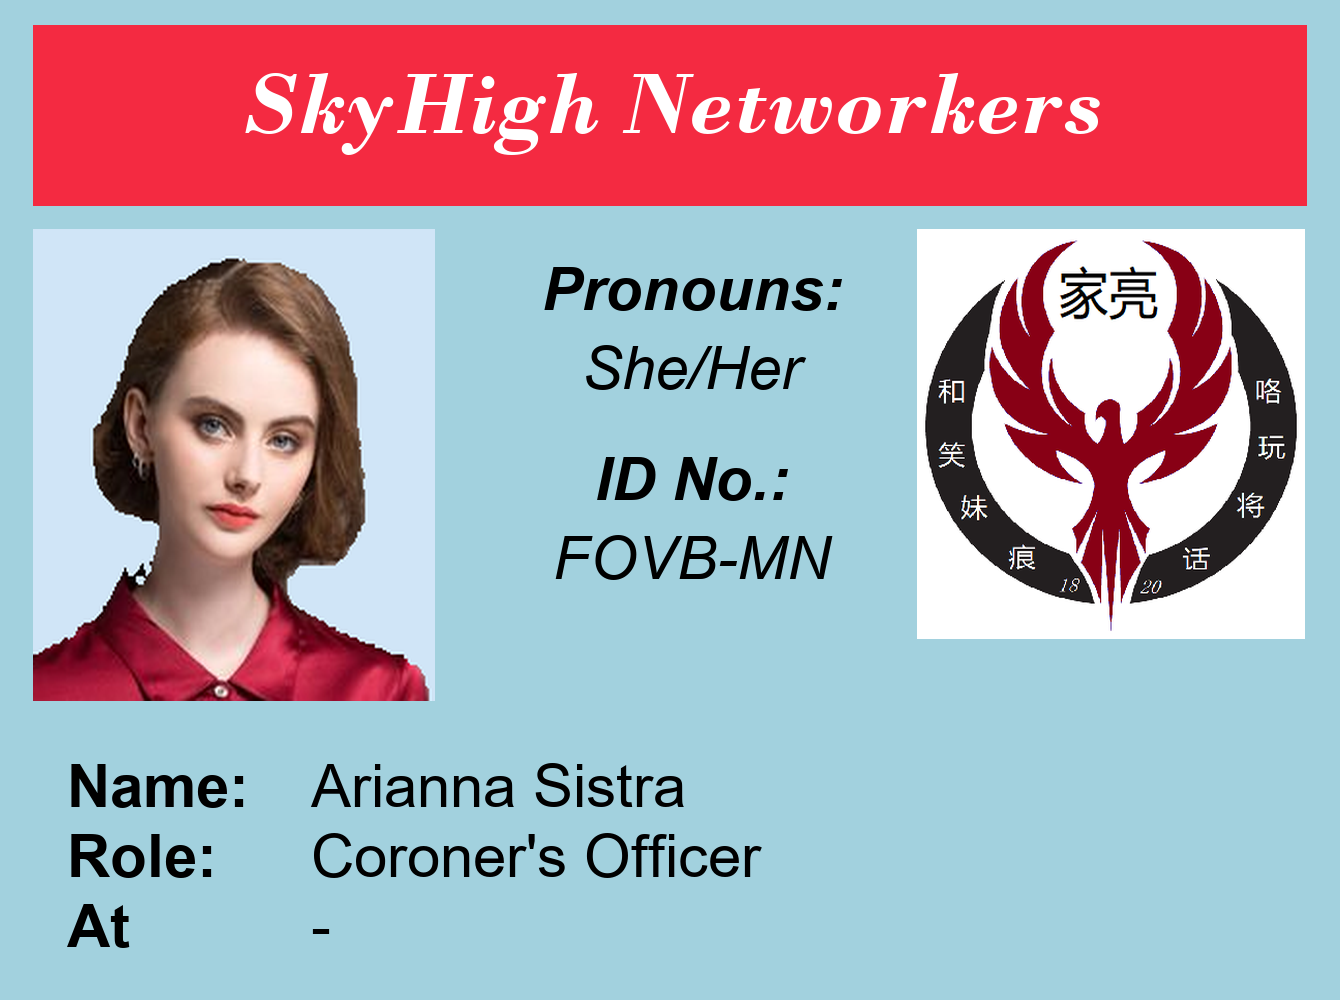 SkyHigh Networkers
Pronouns:
She/Her
ID No.:
FOVB-MN
家亮
和笑妹痕
咯玩将话
18 20
Name: Arianna Sistra
Role: Coroner's Officer
At -